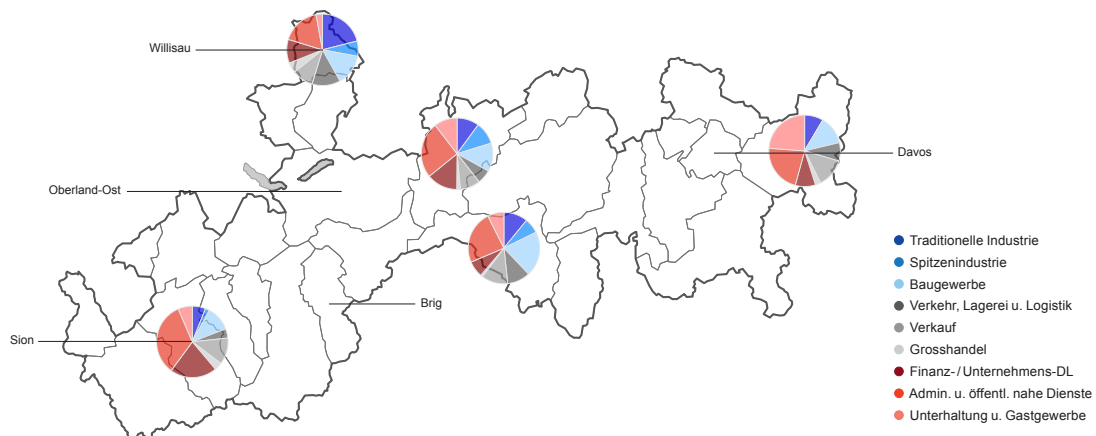 Willisau
Davos
Oberland-Ost
Brig
Sion
Traditionelle Industrie
Spitzenindustrie
Baugewerbe
Verkehr, Lagerei u. Logistik
Verkauf
Grosshandel
Finanz-/Unternehmens-DL
Admin. u. öffentl. nahe Dienste
Unterhaltung u. Gastgewerbe